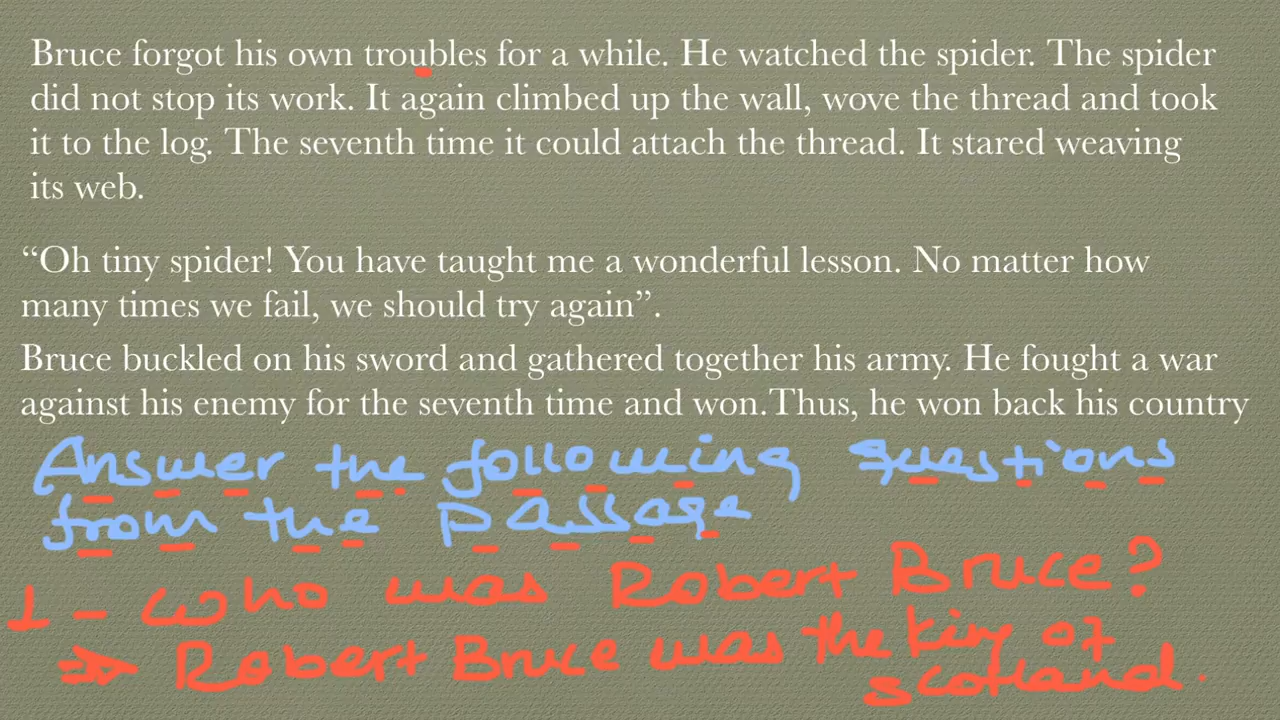 Bruce forgot his own troubles for a while. He watched the spider. The spider
did not stop its work. It again climbed up the wall, wove the thread and took
it to the log. The seventh time it could attach the thread. It stared weaving
its web.
“Oh tiny spider! You have taught me a wonderful lesson. No matter how
many times we fail, we should try again”.
Bruce buckled on his sword and gathered together his army. He fought a war
against his enemy for the seventh time and won.Thus, he won back his country
Answer the following questions
from the passage
1 - who was Robert Bruce?
⇒ Robert Bruce was the king of
scotland.